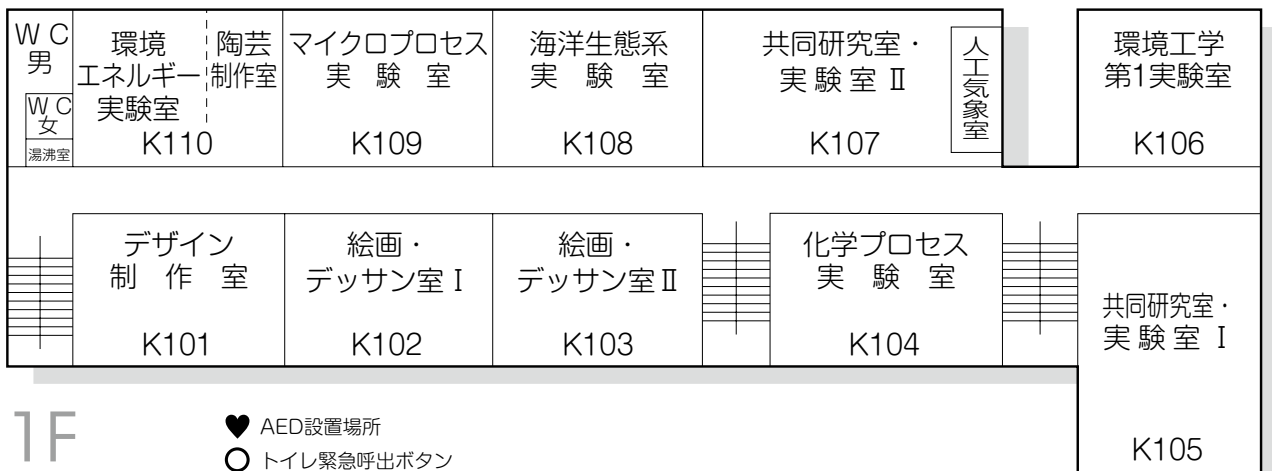 WC
男
WC
女
湯沸室
環境
エネルギー
実験室
陶芸
制作室
K110
マイクロプロセス
実験室
K109
海洋生態系
実験室
K108
共同研究室・
実験室Ⅱ
K107
人工気象室
環境工学
第1実験室
K106
デザイン
制作室
K101
絵画・
デッサン室Ⅰ
K102
絵画・
デッサン室Ⅱ
K103
化学プロセス
実験室
K104
共同研究室・
実験室Ⅰ
K105
1F
♥ AED設置場所
○ トイレ緊急呼出ボタン